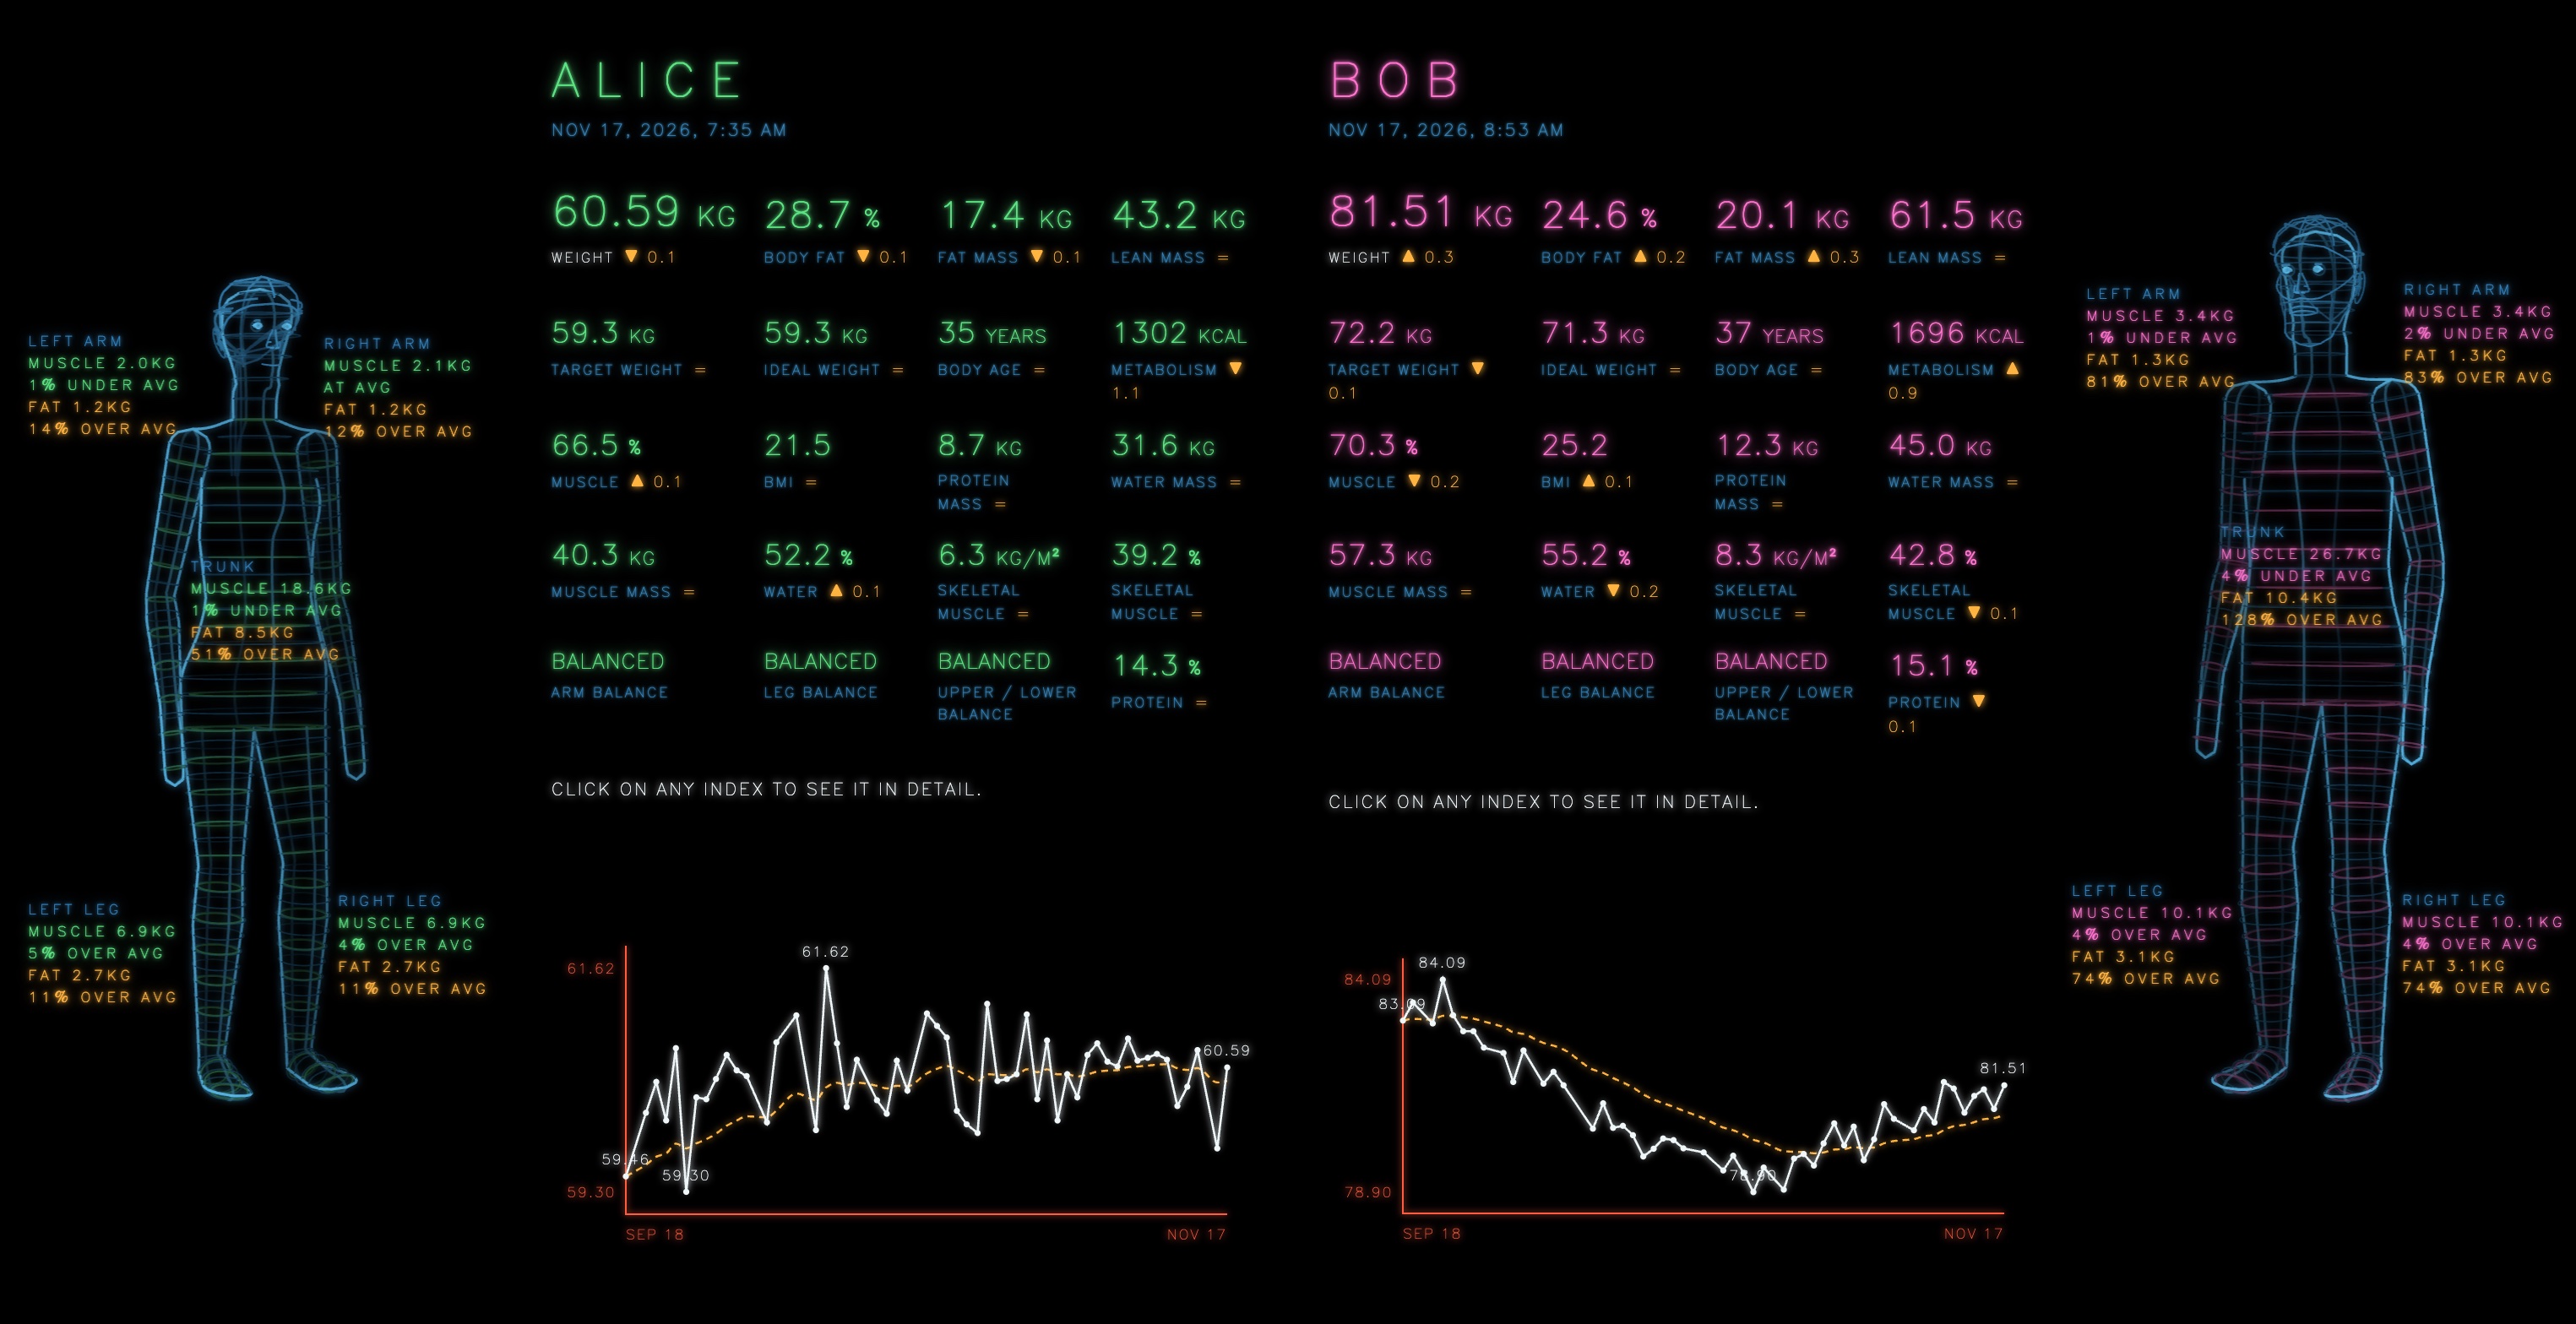 ALICE
NOV 17, 2026, 7:35 AM
60.59 KG
WEIGHT ▼ 0.1
28.7 %
BODY FAT ▼ 0.1
17.4 KG
FAT MASS ▼ 0.1
43.2 KG
LEAN MASS =
59.3 KG
TARGET WEIGHT =
59.3 KG
IDEAL WEIGHT =
35 YEARS
BODY AGE =
1302 KCAL
METABOLISM ▼
1.1
66.5 %
MUSCLE ▲ 0.1
21.5
BMI =
8.7 KG
PROTEIN
MASS =
31.6 KG
WATER MASS =
40.3 KG
MUSCLE MASS =
52.2 %
WATER ▲ 0.1
6.3 KG/M²
SKELETAL
MUSCLE =
39.2 %
SKELETAL
MUSCLE =
BALANCED
ARM BALANCE
BALANCED
LEG BALANCE
BALANCED
UPPER / LOWER
BALANCE
14.3 %
PROTEIN =
CLICK ON ANY INDEX TO SEE IT IN DETAIL.
LEFT ARM
MUSCLE 2.0KG
1% UNDER AVG
FAT 1.2KG
14% OVER AVG
RIGHT ARM
MUSCLE 2.1KG
AT AVG
FAT 1.2KG
12% OVER AVG
TRUNK
MUSCLE 18.6KG
1% UNDER AVG
FAT 8.5KG
51% OVER AVG
LEFT LEG
MUSCLE 6.9KG
5% OVER AVG
FAT 2.7KG
11% OVER AVG
RIGHT LEG
MUSCLE 6.9KG
4% OVER AVG
FAT 2.7KG
11% OVER AVG
61.62
61.62
60.59
59.46
59.30
59.30
SEP 18
NOV 17
BOB
NOV 17, 2026, 8:53 AM
81.51 KG
WEIGHT ▲ 0.3
24.6 %
BODY FAT ▲ 0.2
20.1 KG
FAT MASS ▲ 0.3
61.5 KG
LEAN MASS =
72.2 KG
TARGET WEIGHT ▼
0.1
71.3 KG
IDEAL WEIGHT =
37 YEARS
BODY AGE =
1696 KCAL
METABOLISM ▲
0.9
70.3 %
MUSCLE ▼ 0.2
25.2
BMI ▲ 0.1
12.3 KG
PROTEIN
MASS =
45.0 KG
WATER MASS =
57.3 KG
MUSCLE MASS =
55.2 %
WATER ▼ 0.2
8.3 KG/M²
SKELETAL
MUSCLE =
42.8 %
SKELETAL
MUSCLE ▼ 0.1
BALANCED
ARM BALANCE
BALANCED
LEG BALANCE
BALANCED
UPPER / LOWER
BALANCE
15.1 %
PROTEIN ▼
0.1
CLICK ON ANY INDEX TO SEE IT IN DETAIL.
84.09
84.09
83.09
81.51
78.90
78.90
SEP 18
NOV 17
LEFT ARM
MUSCLE 3.4KG
1% UNDER AVG
FAT 1.3KG
81% OVER AVG
RIGHT ARM
MUSCLE 3.4KG
2% UNDER AVG
FAT 1.3KG
83% OVER AVG
TRUNK
MUSCLE 26.7KG
4% UNDER AVG
FAT 10.4KG
128% OVER AVG
LEFT LEG
MUSCLE 10.1KG
4% OVER AVG
FAT 3.1KG
74% OVER AVG
RIGHT LEG
MUSCLE 10.1KG
4% OVER AVG
FAT 3.1KG
74% OVER AVG